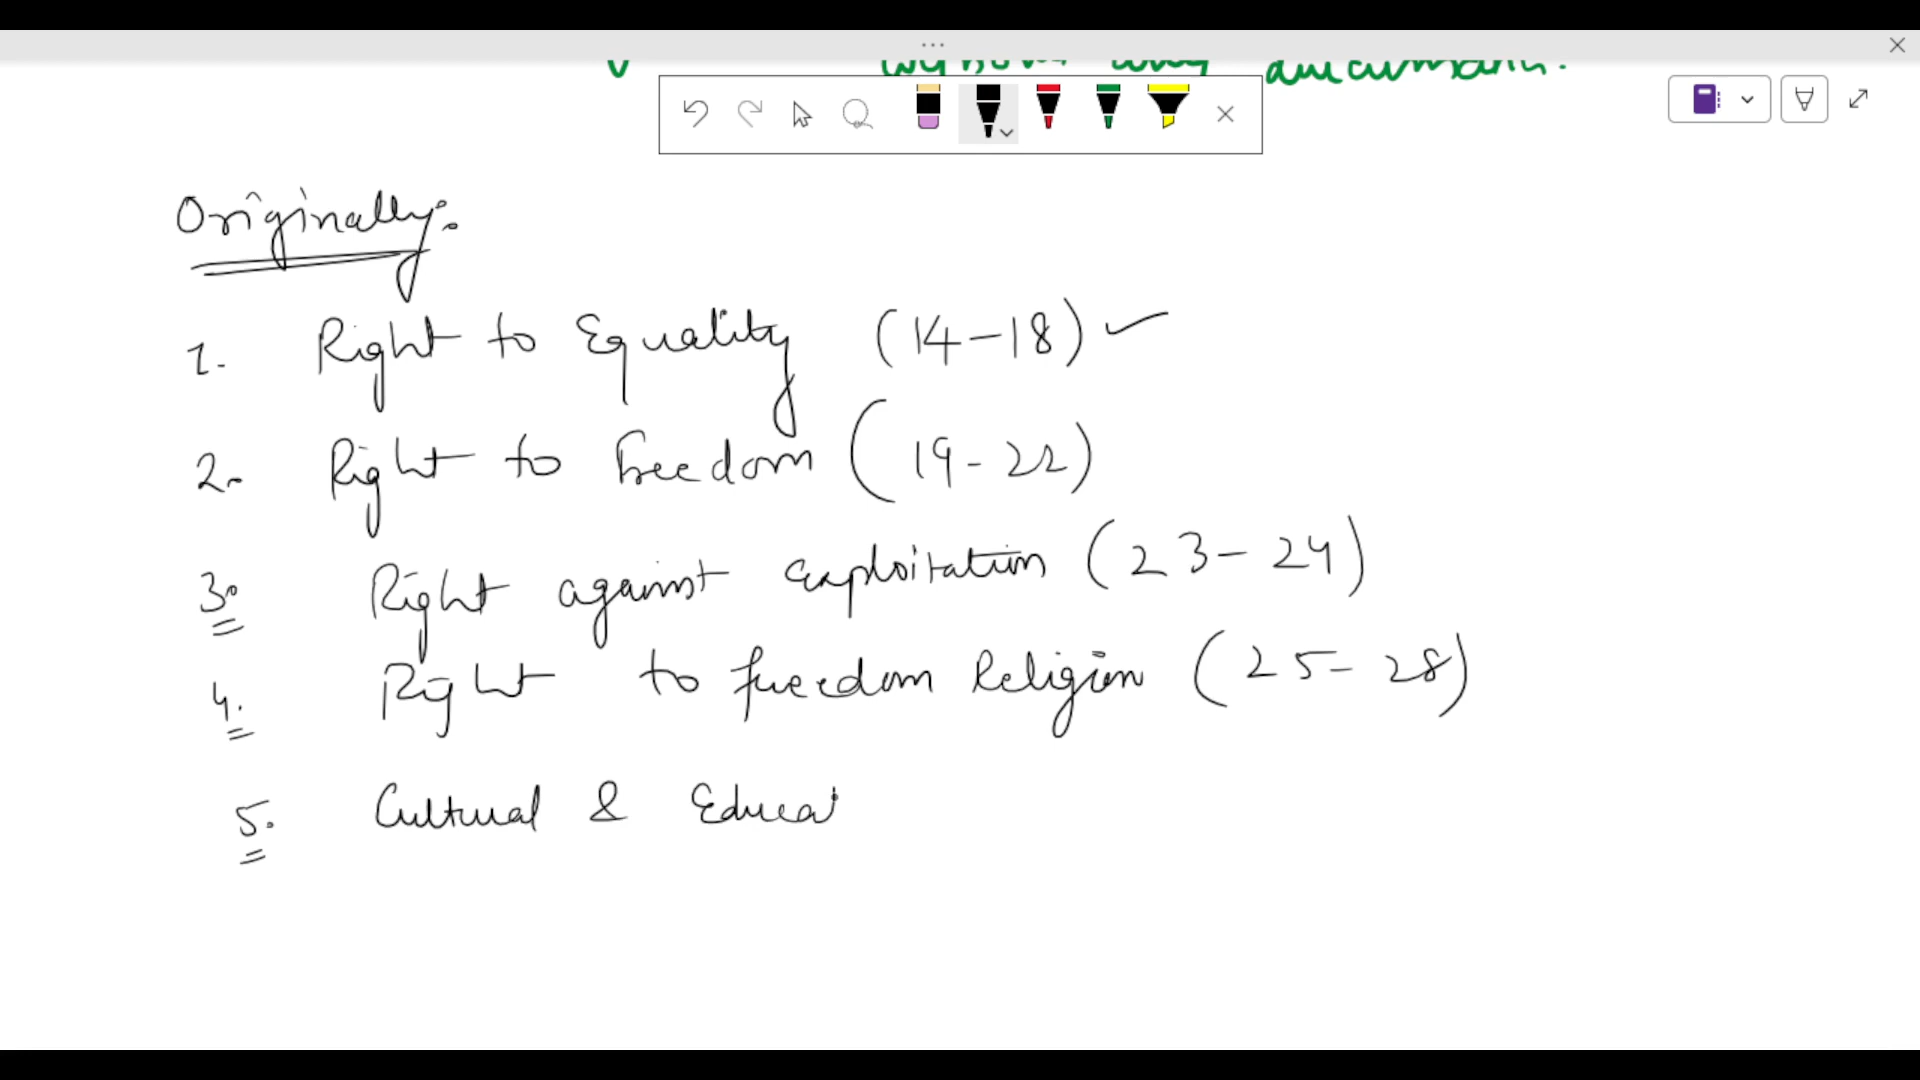 Originally:
1. Right to Equality (14-18) ✓
2. Right to freedom (19-22)
3. Right against exploitation (23-24)
4. Right to freedom Religion (25-28)
5. Cultural & Educat